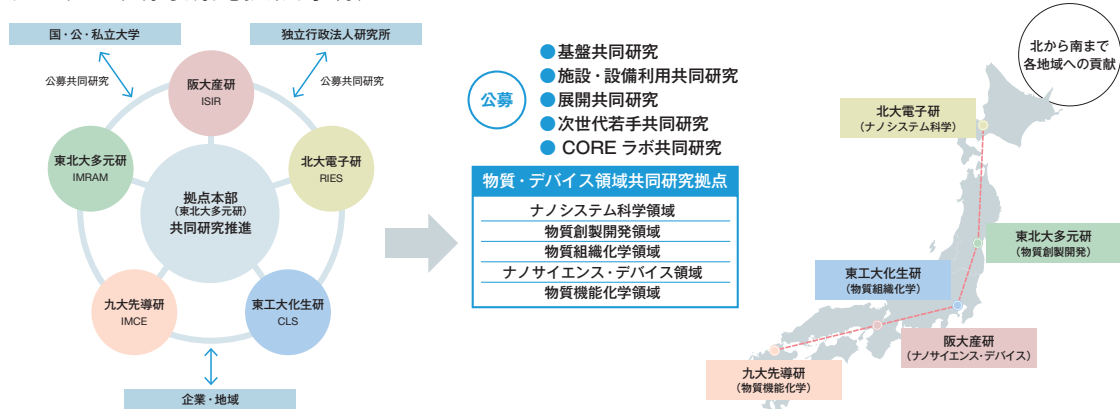 国・公・私立大学
独立行政法人研究所
公募共同研究
公募共同研究
阪大産研
ISIR
東北大多元研
IMRAM
北大電子研
RIES
拠点本部
(東北大多元研)
共同研究推進
九大先導研
IMCE
東工大化生研
CLS
企業・地域
公募
●基盤共同研究
●施設・設備利用共同研究
●展開共同研究
●次世代若手共同研究
●CORE ラボ共同研究
物質・デバイス領域共同研究拠点
ナノシステム科学領域
物質創製開発領域
物質組織化学領域
ナノサイエンス・デバイス領域
物質機能化学領域
北から南まで
各地域への貢献
北大電子研
(ナノシステム科学)
東北大多元研
(物質創製開発)
東工大化生研
(物質組織化学)
阪大産研
(ナノサイエンス・デバイス)
九大先導研
(物質機能化学)